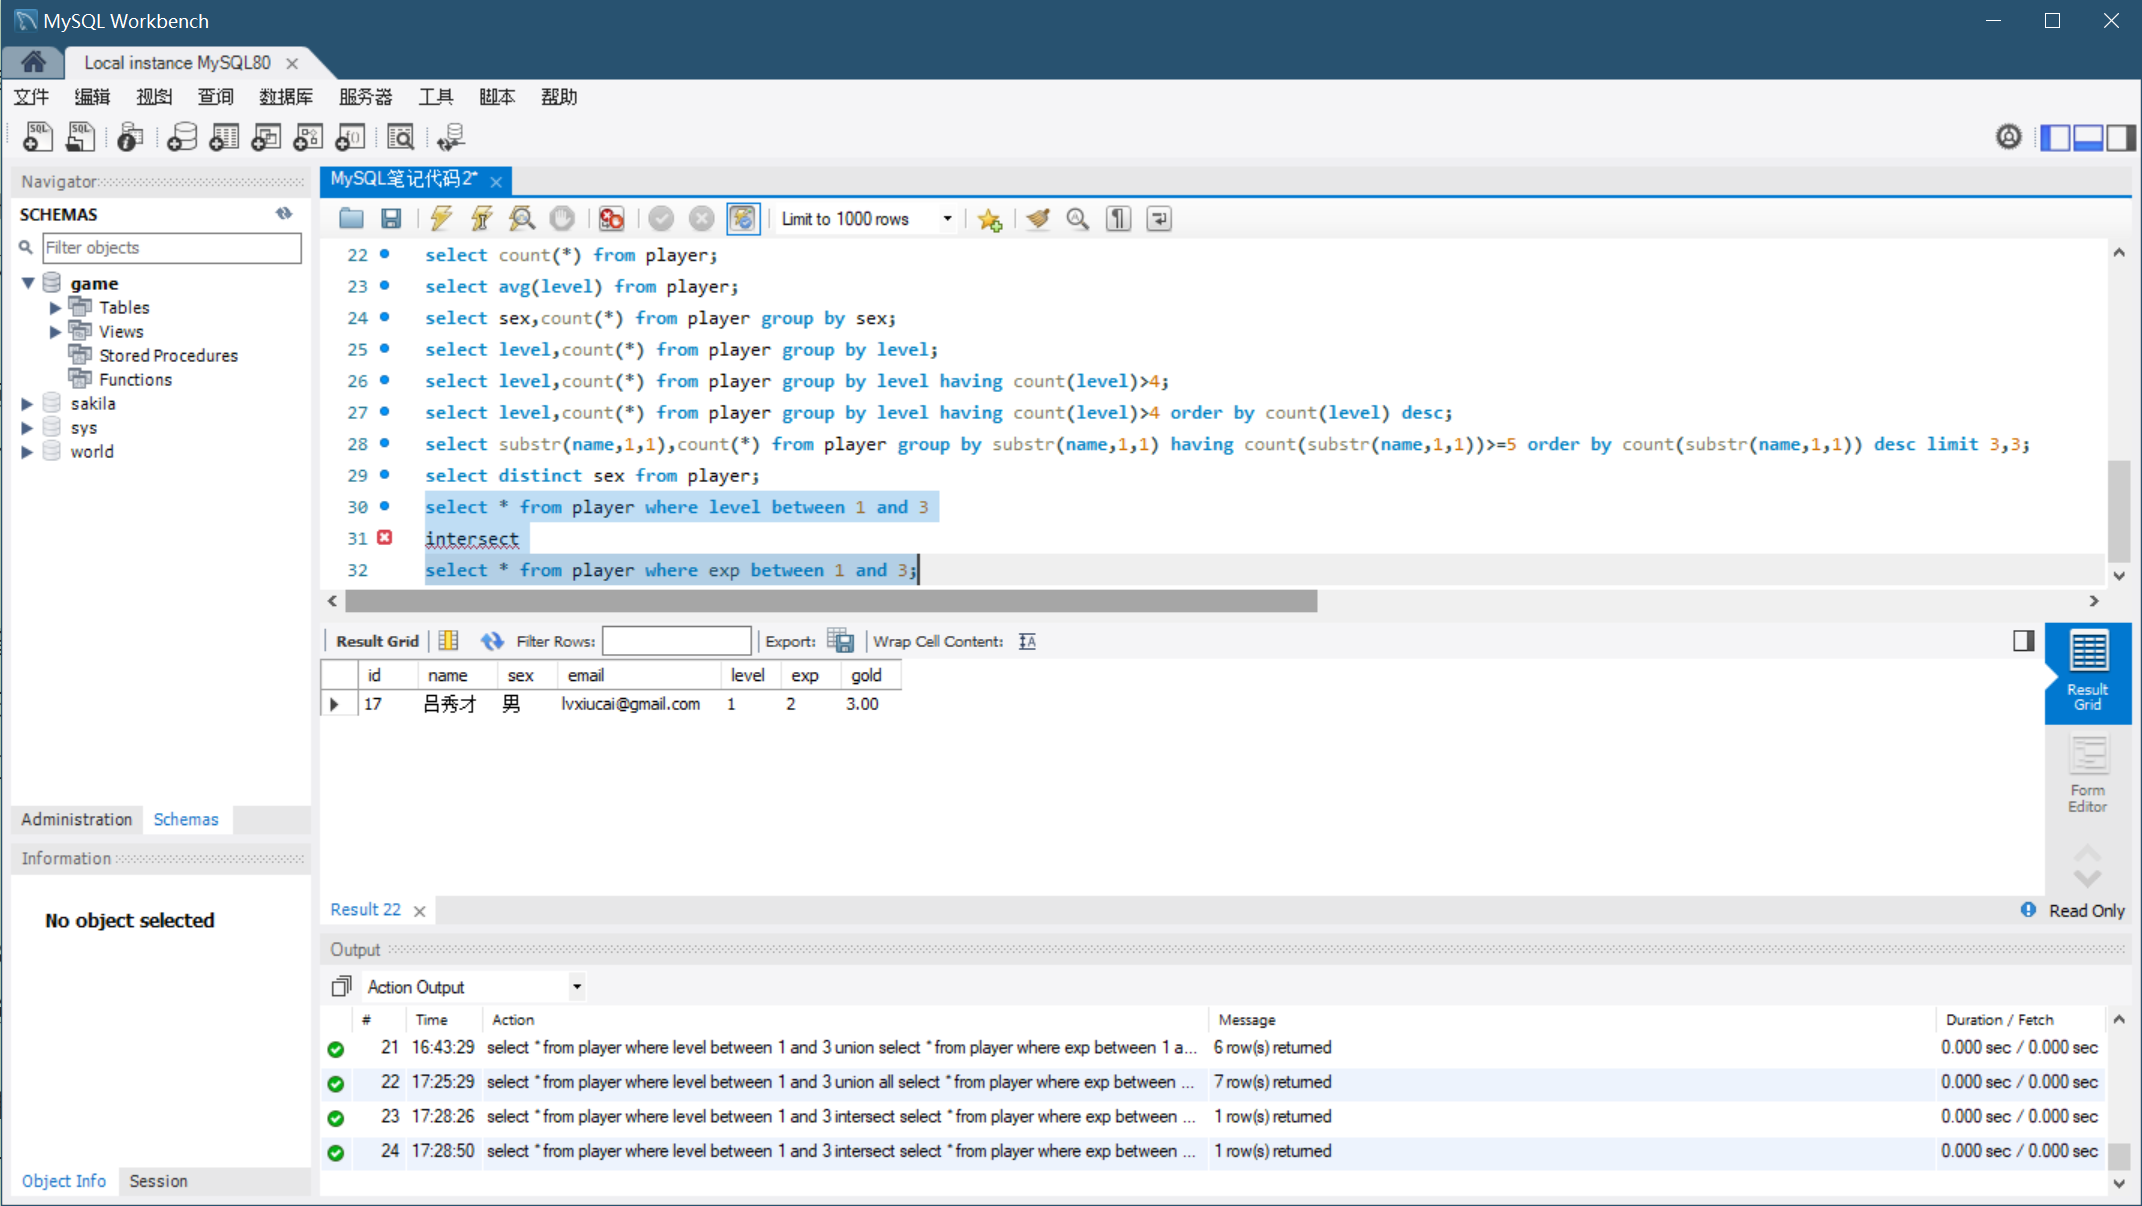 MySQL Workbench
Local instance MySQL80
文件 编辑 视图 查询 数据库 服务器 工具 脚本 帮助
Navigator
SCHEMAS
Filter objects
game
Tables
Views
Stored Procedures
Functions
sakila
sys
world
Administration Schemas
Information
No object selected
Object Info Session
MySQL笔记代码2*
Limit to 1000 rows
22 select count(*) from player;
23 select avg(level) from player;
24 select sex,count(*) from player group by sex;
25 select level,count(*) from player group by level;
26 select level,count(*) from player group by level having count(level)>4;
27 select level,count(*) from player group by level having count(level)>4 order by count(level) desc;
28 select substr(name,1,1),count(*) from player group by substr(name,1,1) having count(substr(name,1,1))>=5 order by count(substr(name,1,1)) desc limit 3,3;
29 select distinct sex from player;
30 select * from player where level between 1 and 3
31 intersect
32 select * from player where exp between 1 and 3;
Result Grid Filter Rows: Export: Wrap Cell Content:
id name sex email level exp gold
17 吕秀才 男 lvxiucai@gmail.com 1 2 3.00
Result
Grid
Form
Editor
Result 22
Read Only
Output
Action Output
# Time Action Message Duration / Fetch
21 16:43:29 select * from player where level between 1 and 3 union select * from player where exp between 1 a... 6 row(s) returned 0.000 sec / 0.000 sec
22 17:25:29 select * from player where level between 1 and 3 union all select * from player where exp between ... 7 row(s) returned 0.000 sec / 0.000 sec
23 17:28:26 select * from player where level between 1 and 3 intersect select * from player where exp between ... 1 row(s) returned 0.000 sec / 0.000 sec
24 17:28:50 select * from player where level between 1 and 3 intersect select * from player where exp between ... 1 row(s) returned 0.000 sec / 0.000 sec